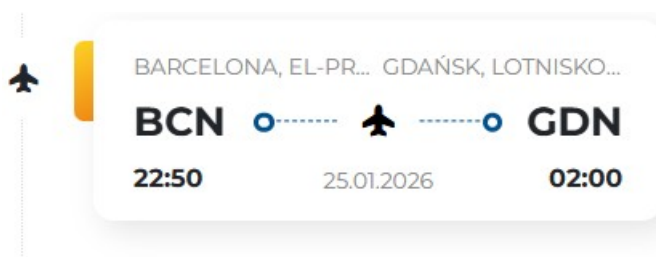 BARCELONA, EL-PR... GDAŃSK, LOTNISKO...
BCN GDN
22:50 25.01.2026 02:00